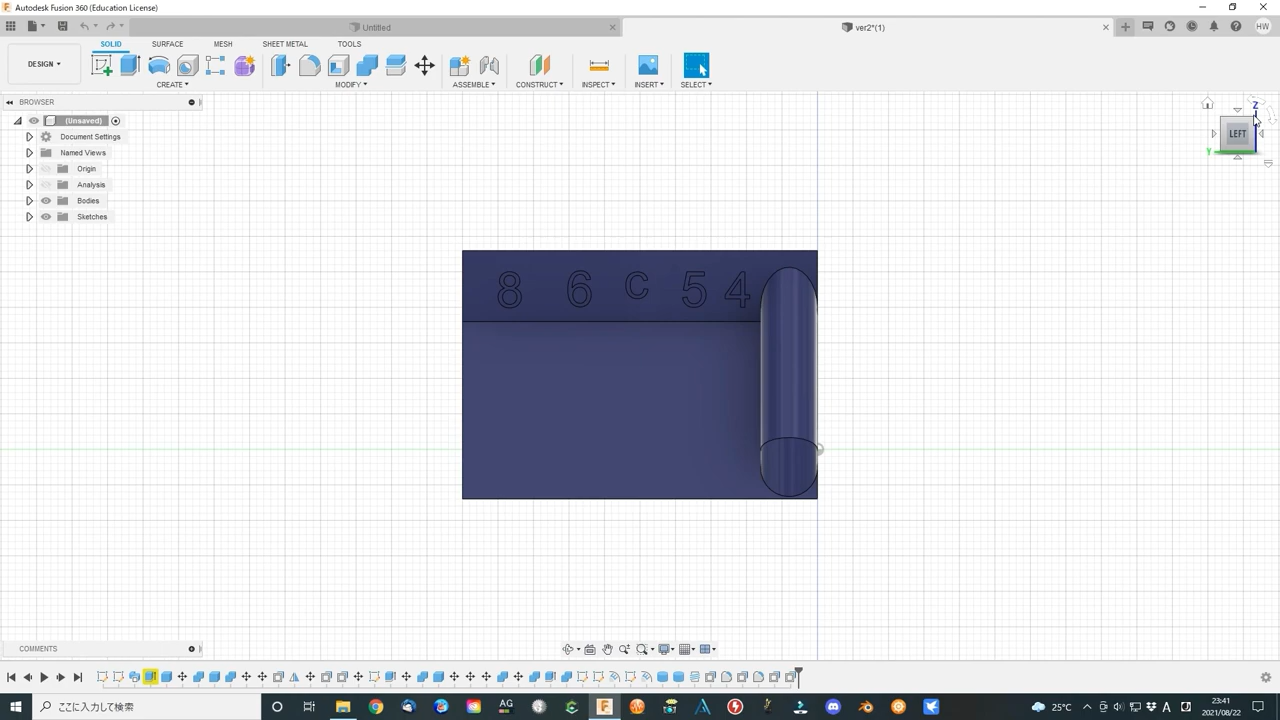 Autodesk Fusion 360 (Education License)
Untitled
ver2*(1)
HW
SOLID SURFACE MESH SHEET METAL TOOLS
DESIGN
CREATE MODIFY ASSEMBLE CONSTRUCT INSPECT INSERT SELECT
BROWSER
(Unsaved)
Document Settings
Named Views
Origin
Analysis
Bodies
Sketches
Z
LEFT
Y
8 6 c 5 4
COMMENTS
ここに入力して検索
AG
25°C
A
23:41
2021/08/22